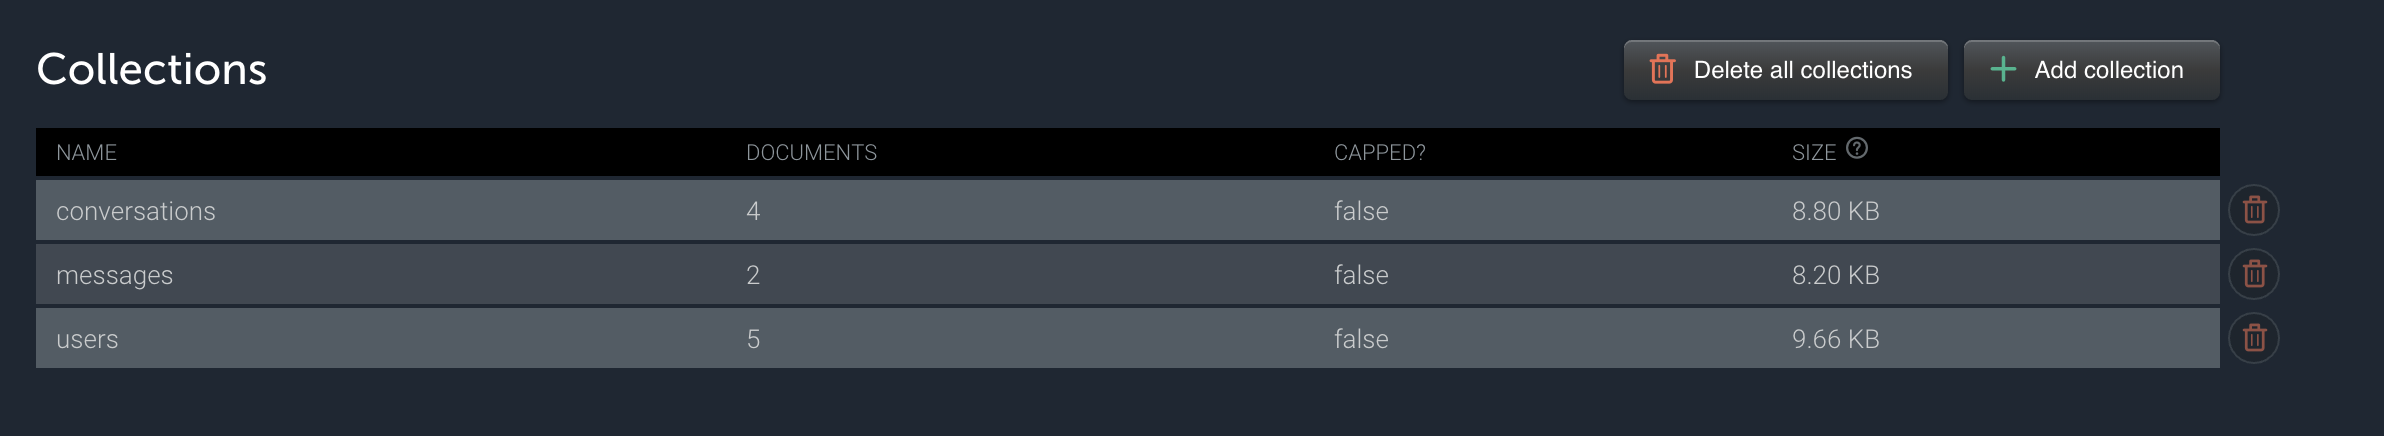 Collections
Delete all collections
Add collection
NAME DOCUMENTS CAPPED? SIZE ?
conversations 4 false 8.80 KB
messages 2 false 8.20 KB
users 5 false 9.66 KB